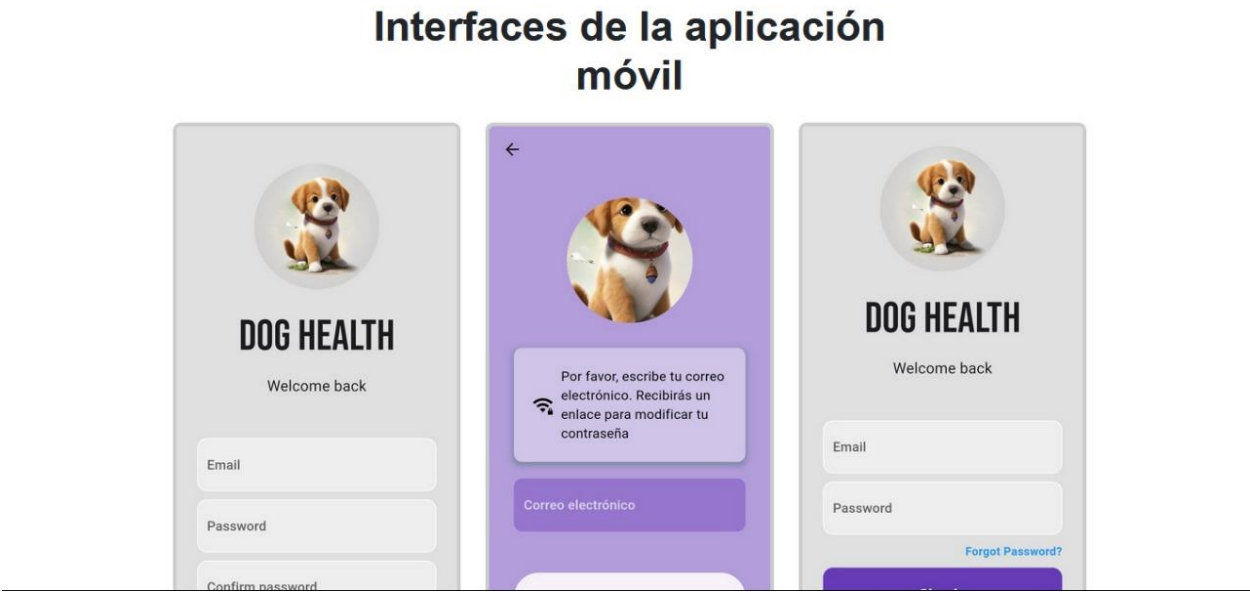 Interfaces de la aplicación
móvil
DOG HEALTH
Welcome back
Email
Password
Confirm password
Por favor, escribe tu correo
electrónico. Recibirás un
enlace para modificar tu
contraseña
Correo electrónico
DOG HEALTH
Welcome back
Email
Password
Forgot Password?